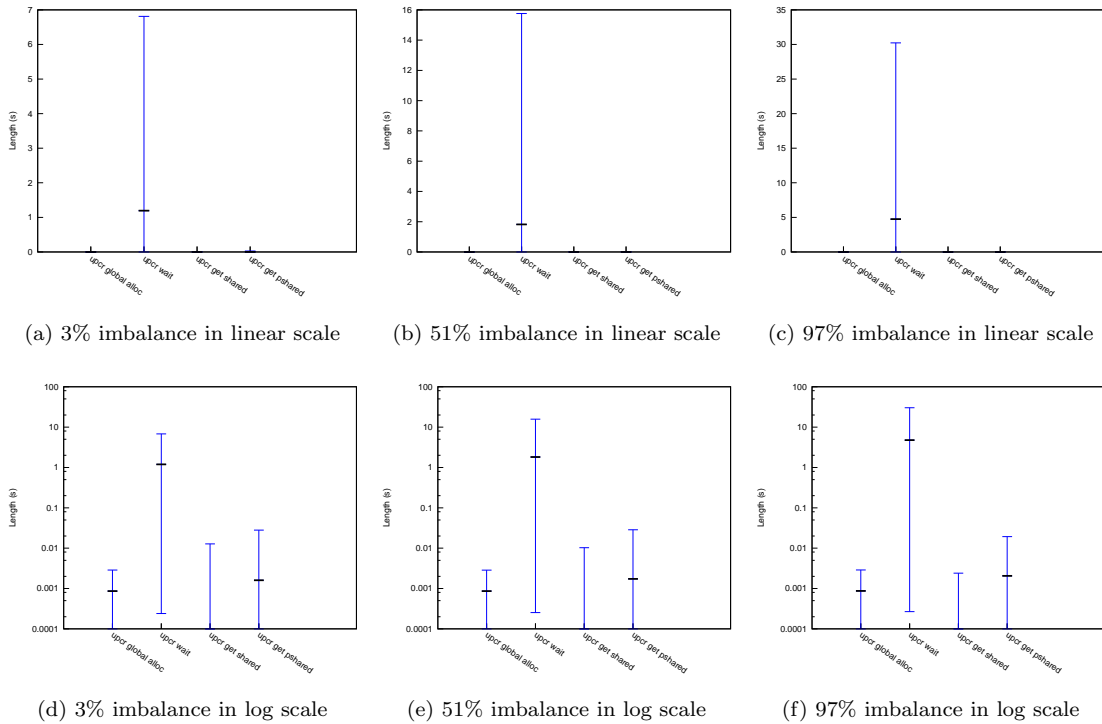 7
6
5
4
3
2
1
0
Length (s)
upcr global alloc
upcr wait
upcr get shared
upcr get pshared
(a) 3% imbalance in linear scale
16
14
12
10
8
6
4
2
0
Length (s)
upcr global alloc
upcr wait
upcr get shared
upcr get pshared
(b) 51% imbalance in linear scale
35
30
25
20
15
10
5
0
Length (s)
upcr global alloc
upcr wait
upcr get shared
upcr get pshared
(c) 97% imbalance in linear scale
100
10
1
0.1
0.01
0.001
0.0001
Length (s)
upcr global alloc
upcr wait
upcr get shared
upcr get pshared
(d) 3% imbalance in log scale
100
10
1
0.1
0.01
0.001
0.0001
Length (s)
upcr global alloc
upcr wait
upcr get shared
upcr get pshared
(e) 51% imbalance in log scale
100
10
1
0.1
0.01
0.001
0.0001
Length (s)
upcr global alloc
upcr wait
upcr get shared
upcr get pshared
(f) 97% imbalance in log scale